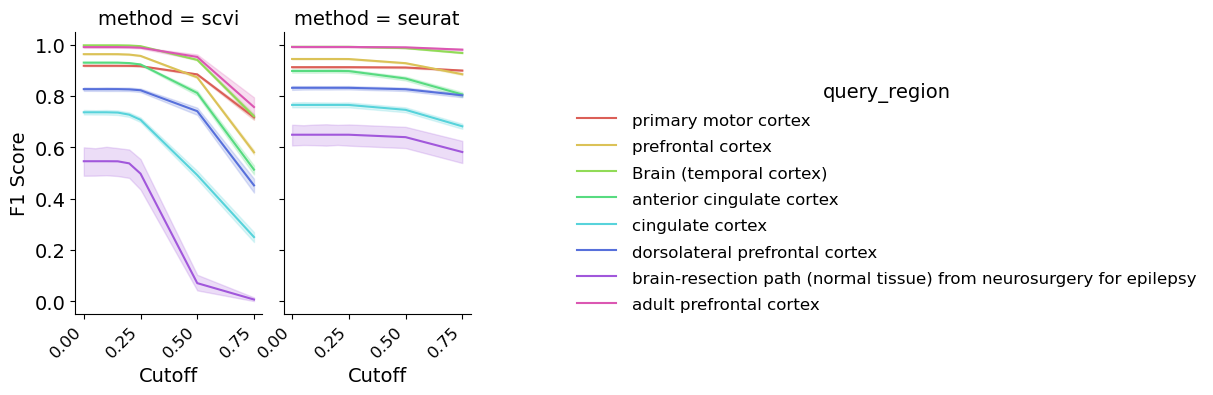 method = scvi
method = seurat
F1 Score
1.0
0.8
0.6
0.4
0.2
0.0
0.00
0.25
0.50
0.75
Cutoff
0.00
0.25
0.50
0.75
Cutoff
query_region
primary motor cortex
prefrontal cortex
Brain (temporal cortex)
anterior cingulate cortex
cingulate cortex
dorsolateral prefrontal cortex
brain-resection path (normal tissue) from neurosurgery for epilepsy
adult prefrontal cortex